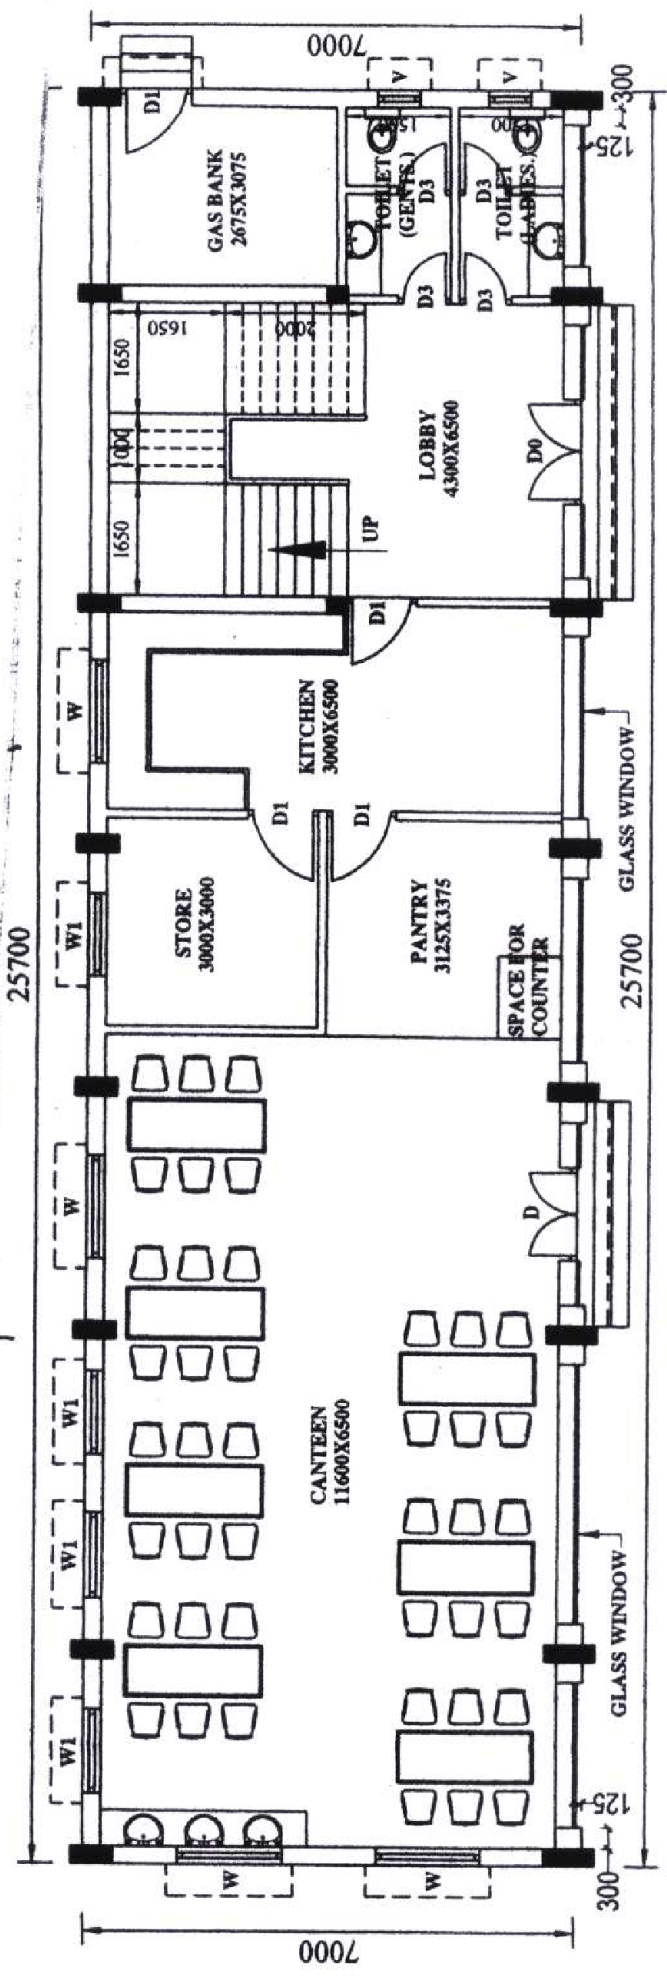 7000
D1
V
V
300
125
GAS BANK
2675X3075
TOILET
(GENTS.)
TOILET
(LADIES.)
D3
D3
D3
D3
1650
2000
1650
1000
1650
LOBBY
4300X6500
D0
UP
D1
W
KITCHEN
3000X6500
GLASS WINDOW
D1
D1
W1
STORE
3000X3000
PANTRY
3125X3375
SPACE FOR
COUNTER
25700
25700
W
D
W1
CANTEEN
11600X6500
W1
GLASS WINDOW
W1
125
300
W
W
7000